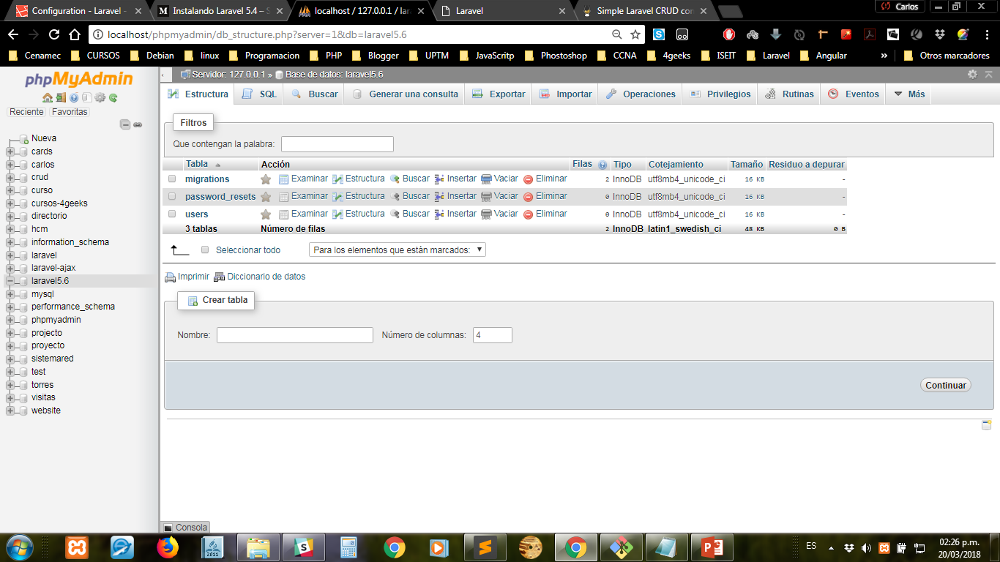 Configuration - Laravel -
Instalando Laravel 5.4 – S
localhost / 127.0.0.1 / lar
Laravel
Simple Laravel CRUD con
Carlos
localhost/phpmyadmin/db_structure.php?server=1&db=laravel5.6
Cenamec CURSOS Debian linux Programacion PHP Blogger UPTM JavaScritp Phostoshop CCNA 4geeks ISEIT Laravel Angular » Otros marcadores
phpMyAdmin
Reciente Favoritas
Nueva
cards
carlos
crud
curso
cursos-4geeks
directorio
hcm
information_schema
laravel
laravel-ajax
laravel5.6
mysql
performance_schema
phpmyadmin
projecto
proyecto
sistemared
test
torres
visitas
website
Servidor: 127.0.0.1 » Base de datos: laravel5.6
Estructura SQL Buscar Generar una consulta Exportar Importar Operaciones Privilegios Rutinas Eventos Más
Filtros
Que contengan la palabra:
Tabla Acción Filas Tipo Cotejamiento Tamaño Residuo a depurar
migrations Examinar Estructura Buscar Insertar Vaciar Eliminar 2 InnoDB utf8mb4_unicode_ci 16 KB -
password_resets Examinar Estructura Buscar Insertar Vaciar Eliminar 0 InnoDB utf8mb4_unicode_ci 16 KB -
users Examinar Estructura Buscar Insertar Vaciar Eliminar 0 InnoDB utf8mb4_unicode_ci 16 KB -
3 tablas Número de filas 2 InnoDB latin1_swedish_ci 48 KB 0 B
Seleccionar todo Para los elementos que están marcados:
Imprimir Diccionario de datos
Crear tabla
Nombre: Número de columnas: 4
Continuar
Consola
2011
ES
02:26 p.m.
20/03/2018